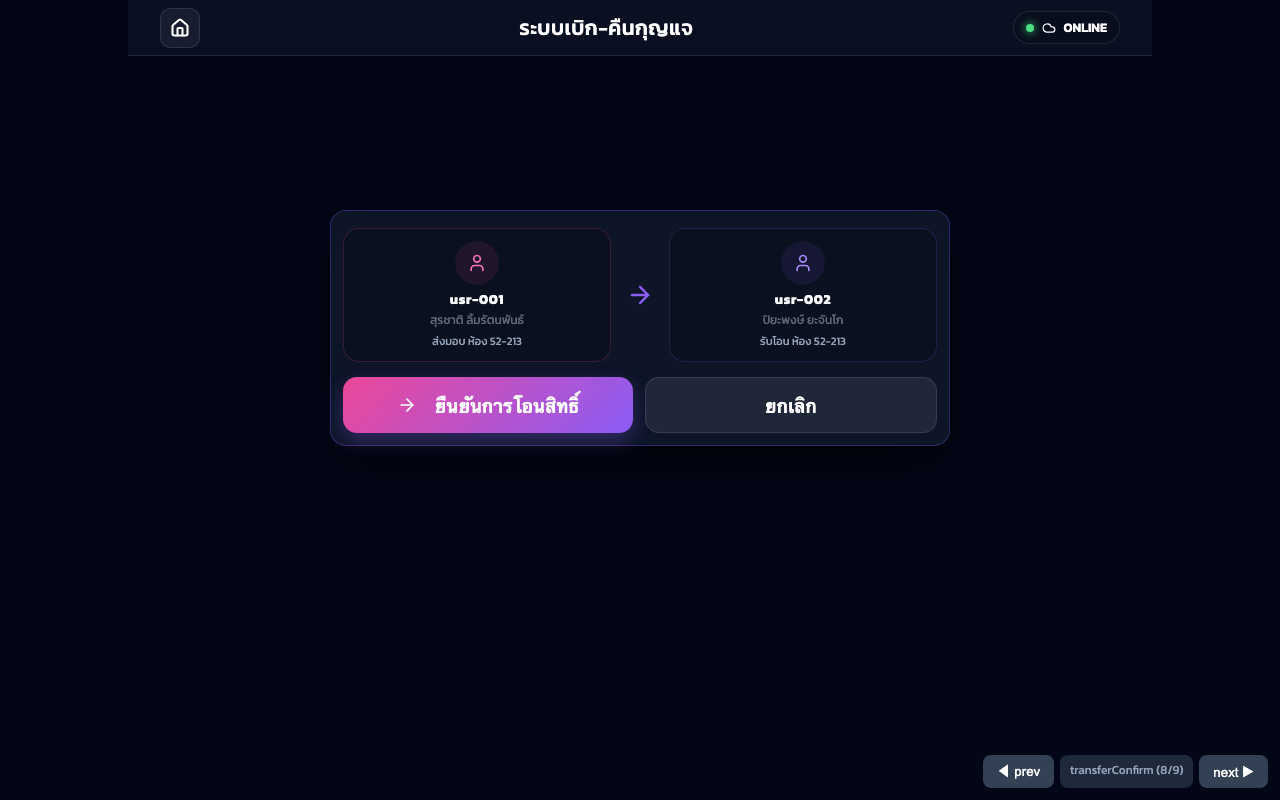 ระบบเบิก-คืนกุญแจ
ONLINE
usr-001
สุรชาติ ลิ้มรัตนพันธ์
ส่งมอบ ห้อง 52-213
usr-002
ปิยะพงษ์ ยะจันโก
รับโอน ห้อง 52-213
ยืนยันการโอนสิทธิ์
ยกเลิก
◀ prev
transferConfirm (8/9)
next ▶